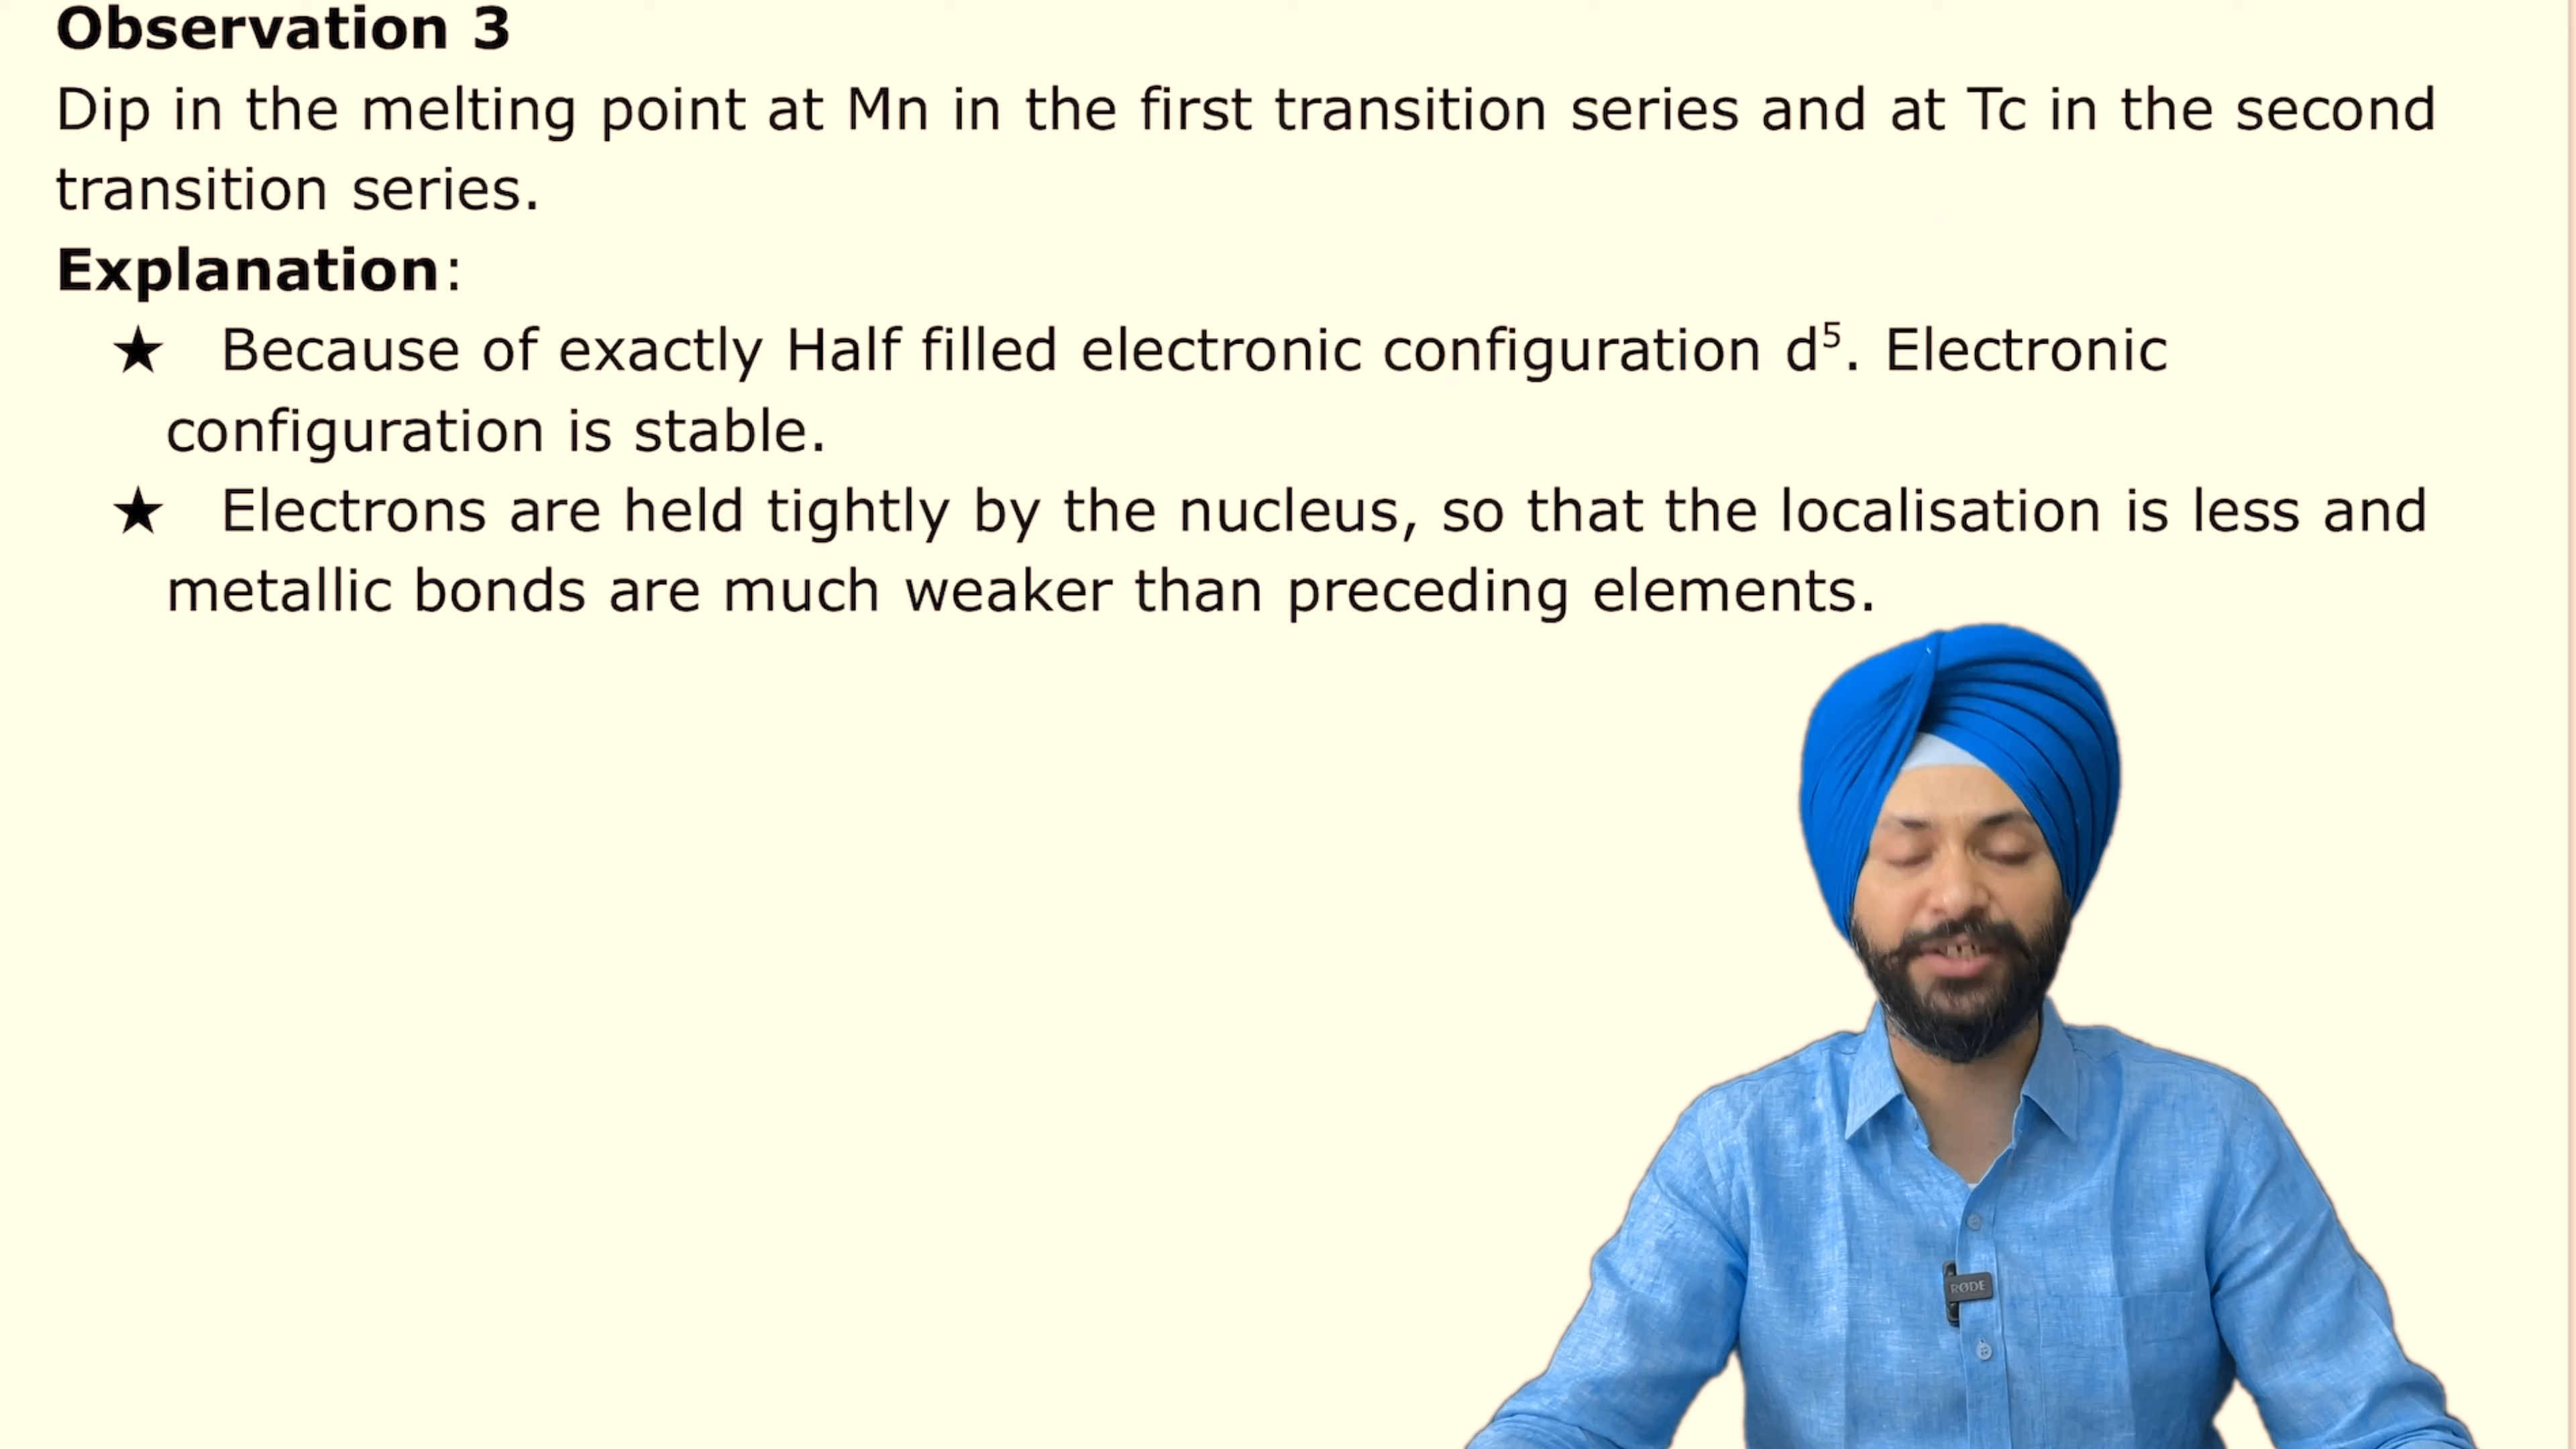 Observation 3
Dip in the melting point at Mn in the first transition series and at Tc in the second
transition series.
Explanation:
★ Because of exactly Half filled electronic configuration d⁵. Electronic
configuration is stable.
★ Electrons are held tightly by the nucleus, so that the localisation is less and
metallic bonds are much weaker than preceding elements.
RØDE